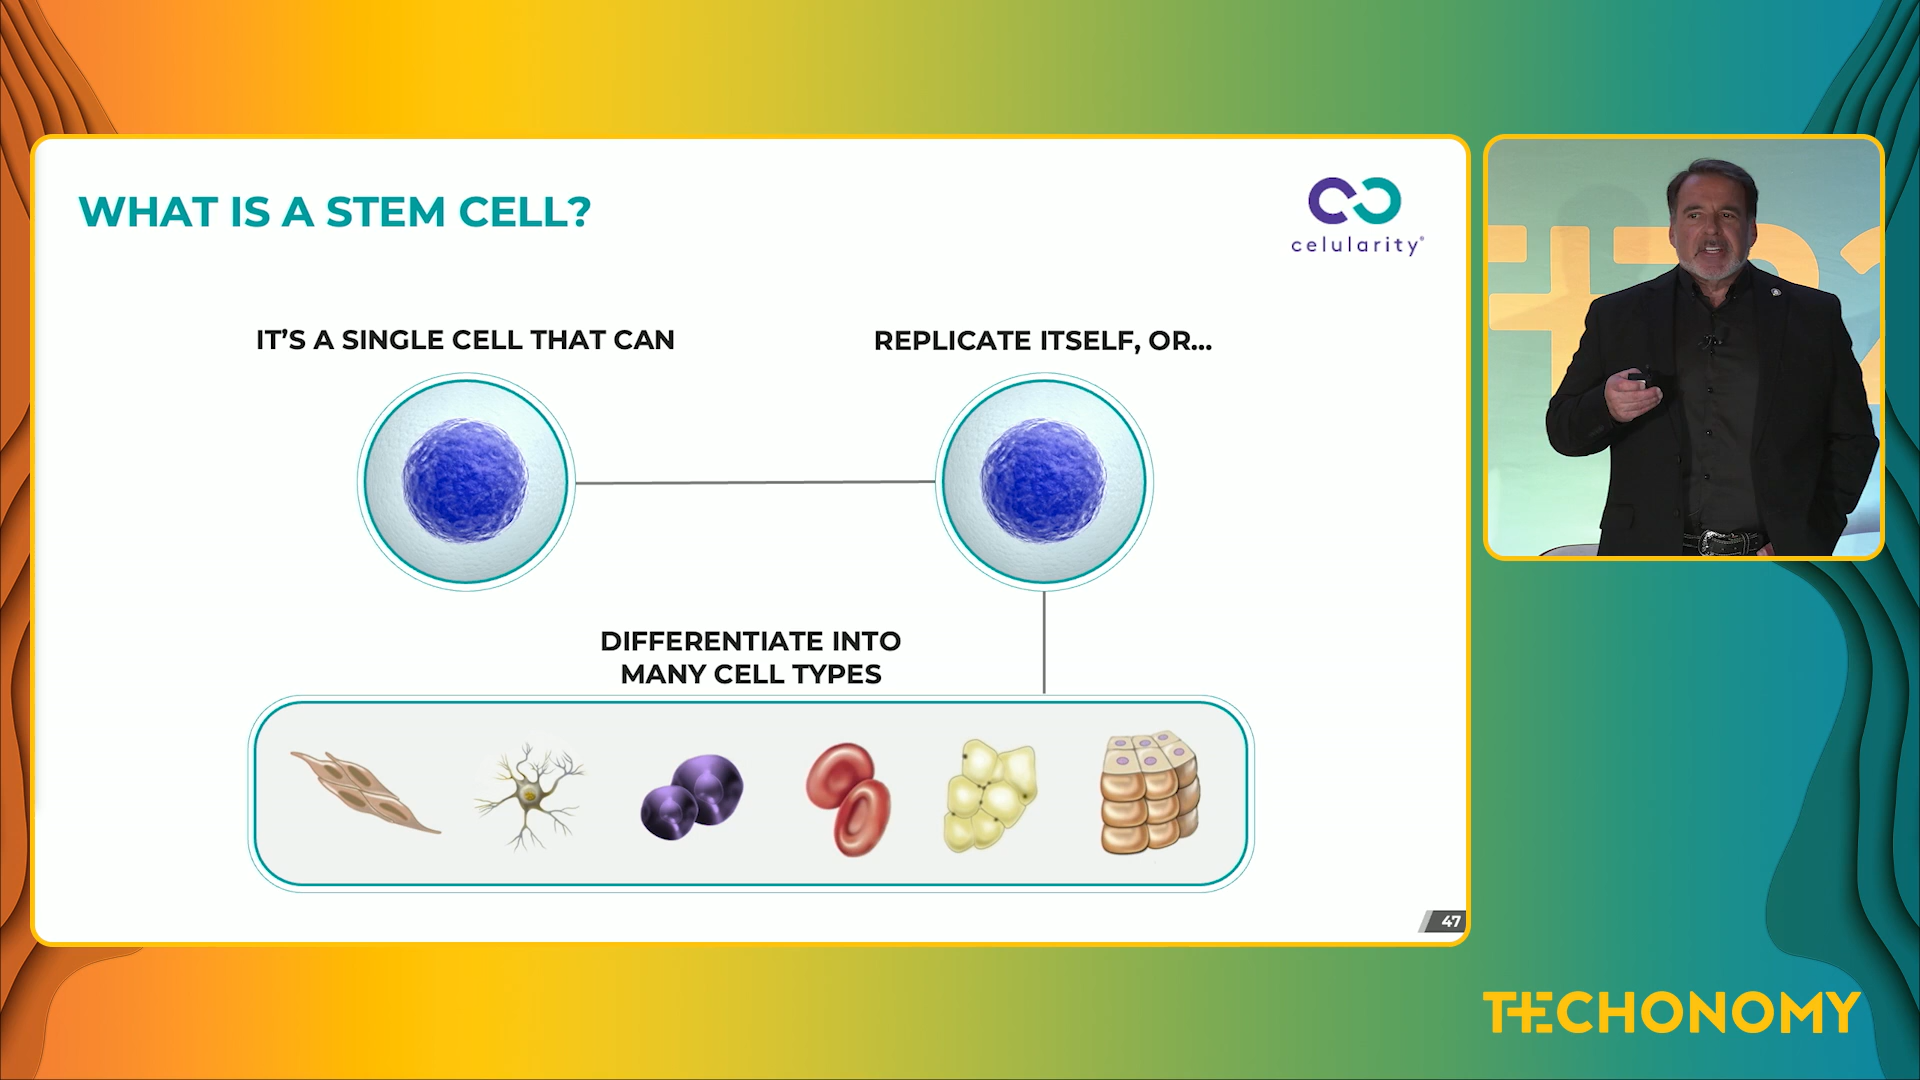 WHAT IS A STEM CELL?
celularity®
IT'S A SINGLE CELL THAT CAN
REPLICATE ITSELF, OR...
DIFFERENTIATE INTO
MANY CELL TYPES
47
TECHONOMY